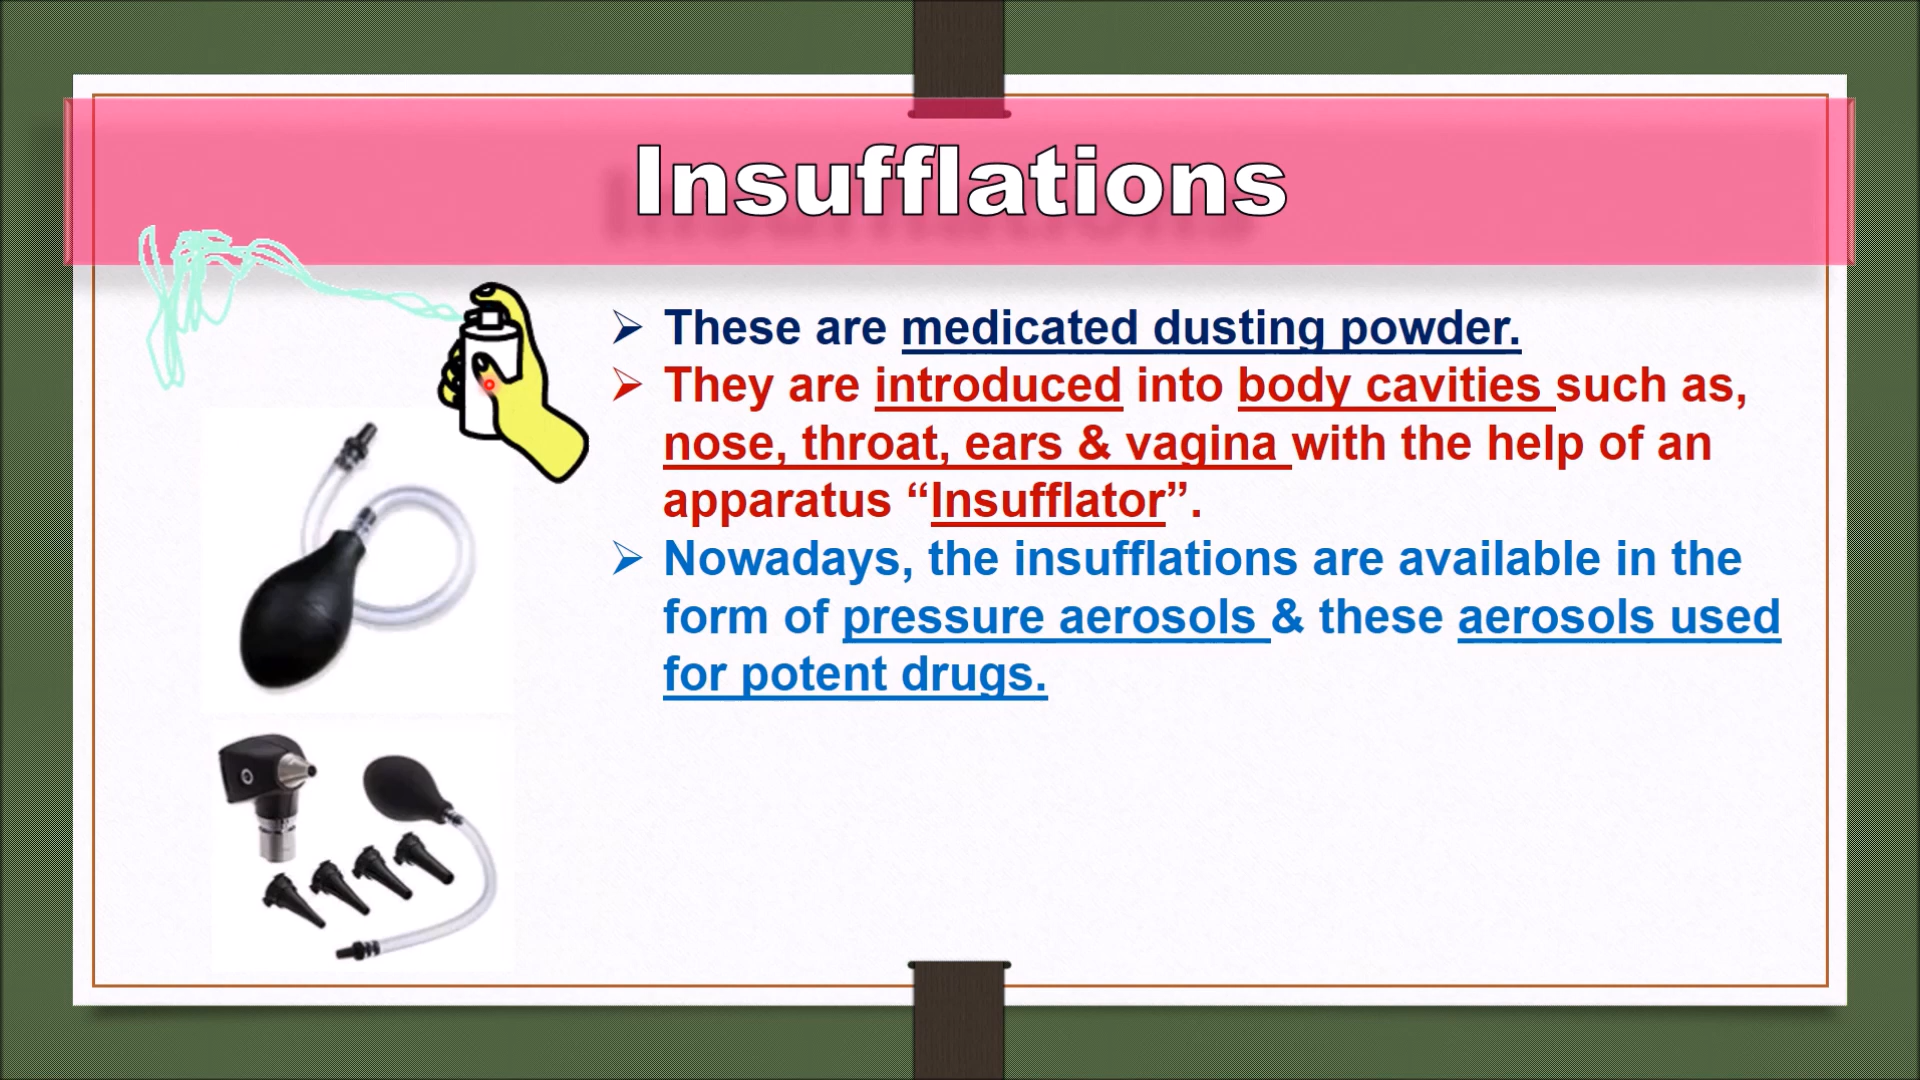 Insufflations
➢ These are medicated dusting powder.
➢ They are introduced into body cavities such as,
nose, throat, ears & vagina with the help of an
apparatus “Insufflator”.
➢ Nowadays, the insufflations are available in the
form of pressure aerosols & these aerosols used
for potent drugs.